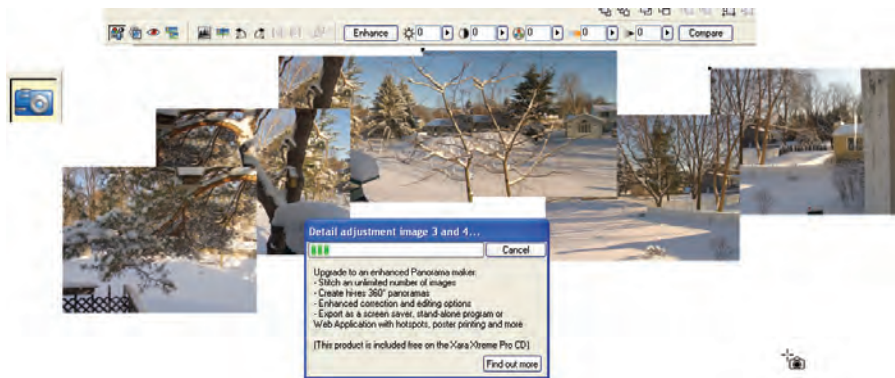 Enhance 0 0 0 0 0 Compare
Detail adjustment image 3 and 4...
Cancel
Upgrade to an enhanced Panorama maker:
- Stitch an unlimited number of images
- Create hi-res 360° panoramas
- Enhanced correction and editing options
- Export as a screen saver, stand-alone program or
Web Application with hotspots, poster printing and more
(This product is included free on the Xara Xtreme Pro CD)
Find out more